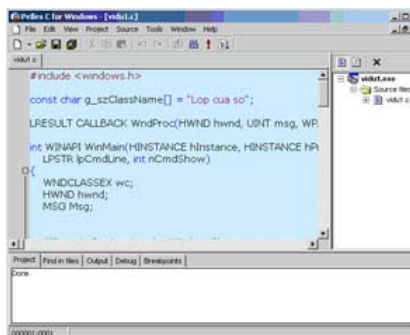 Pelles C for Windows - [vidu1.c]
File Edit View Project Source Tools Window Help
vidu1.c
#include <windows.h>
const char g_szClassName[] = "Lop cua so";
LRESULT CALLBACK WndProc(HWND hwnd, UINT msg, WP
int WINAPI WinMain(HINSTANCE hInstance, HINSTANCE hP
LPSTR lpCmdLine, int nCmdShow)
{
WNDCLASSEX wc;
HWND hwnd;
MSG Msg;
vidu1.exe
Source files
vidu1.c
Project Find in files Output Debug Breakpoints
Done.
000001:0001